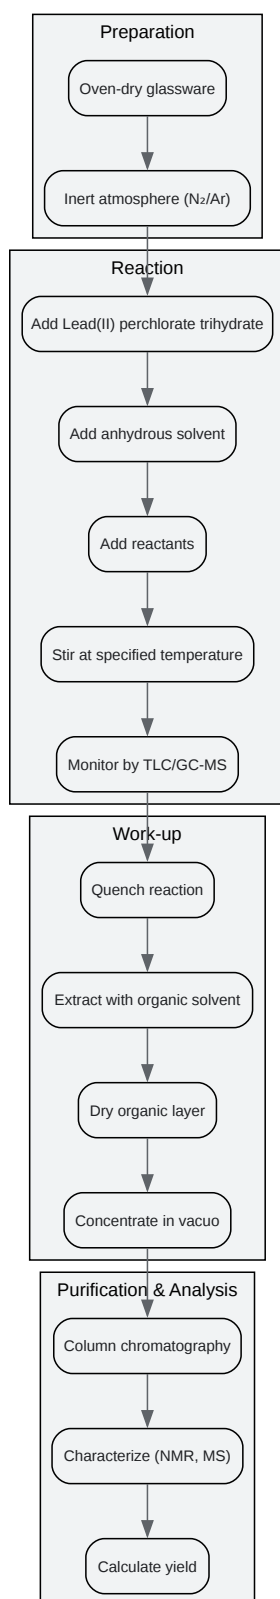 Preparation
Oven-dry glassware
Inert atmosphere (N₂/Ar)
Reaction
Add Lead(II) perchlorate trihydrate
Add anhydrous solvent
Add reactants
Stir at specified temperature
Monitor by TLC/GC-MS
Work-up
Quench reaction
Extract with organic solvent
Dry organic layer
Concentrate in vacuo
Purification & Analysis
Column chromatography
Characterize (NMR, MS)
Calculate yield